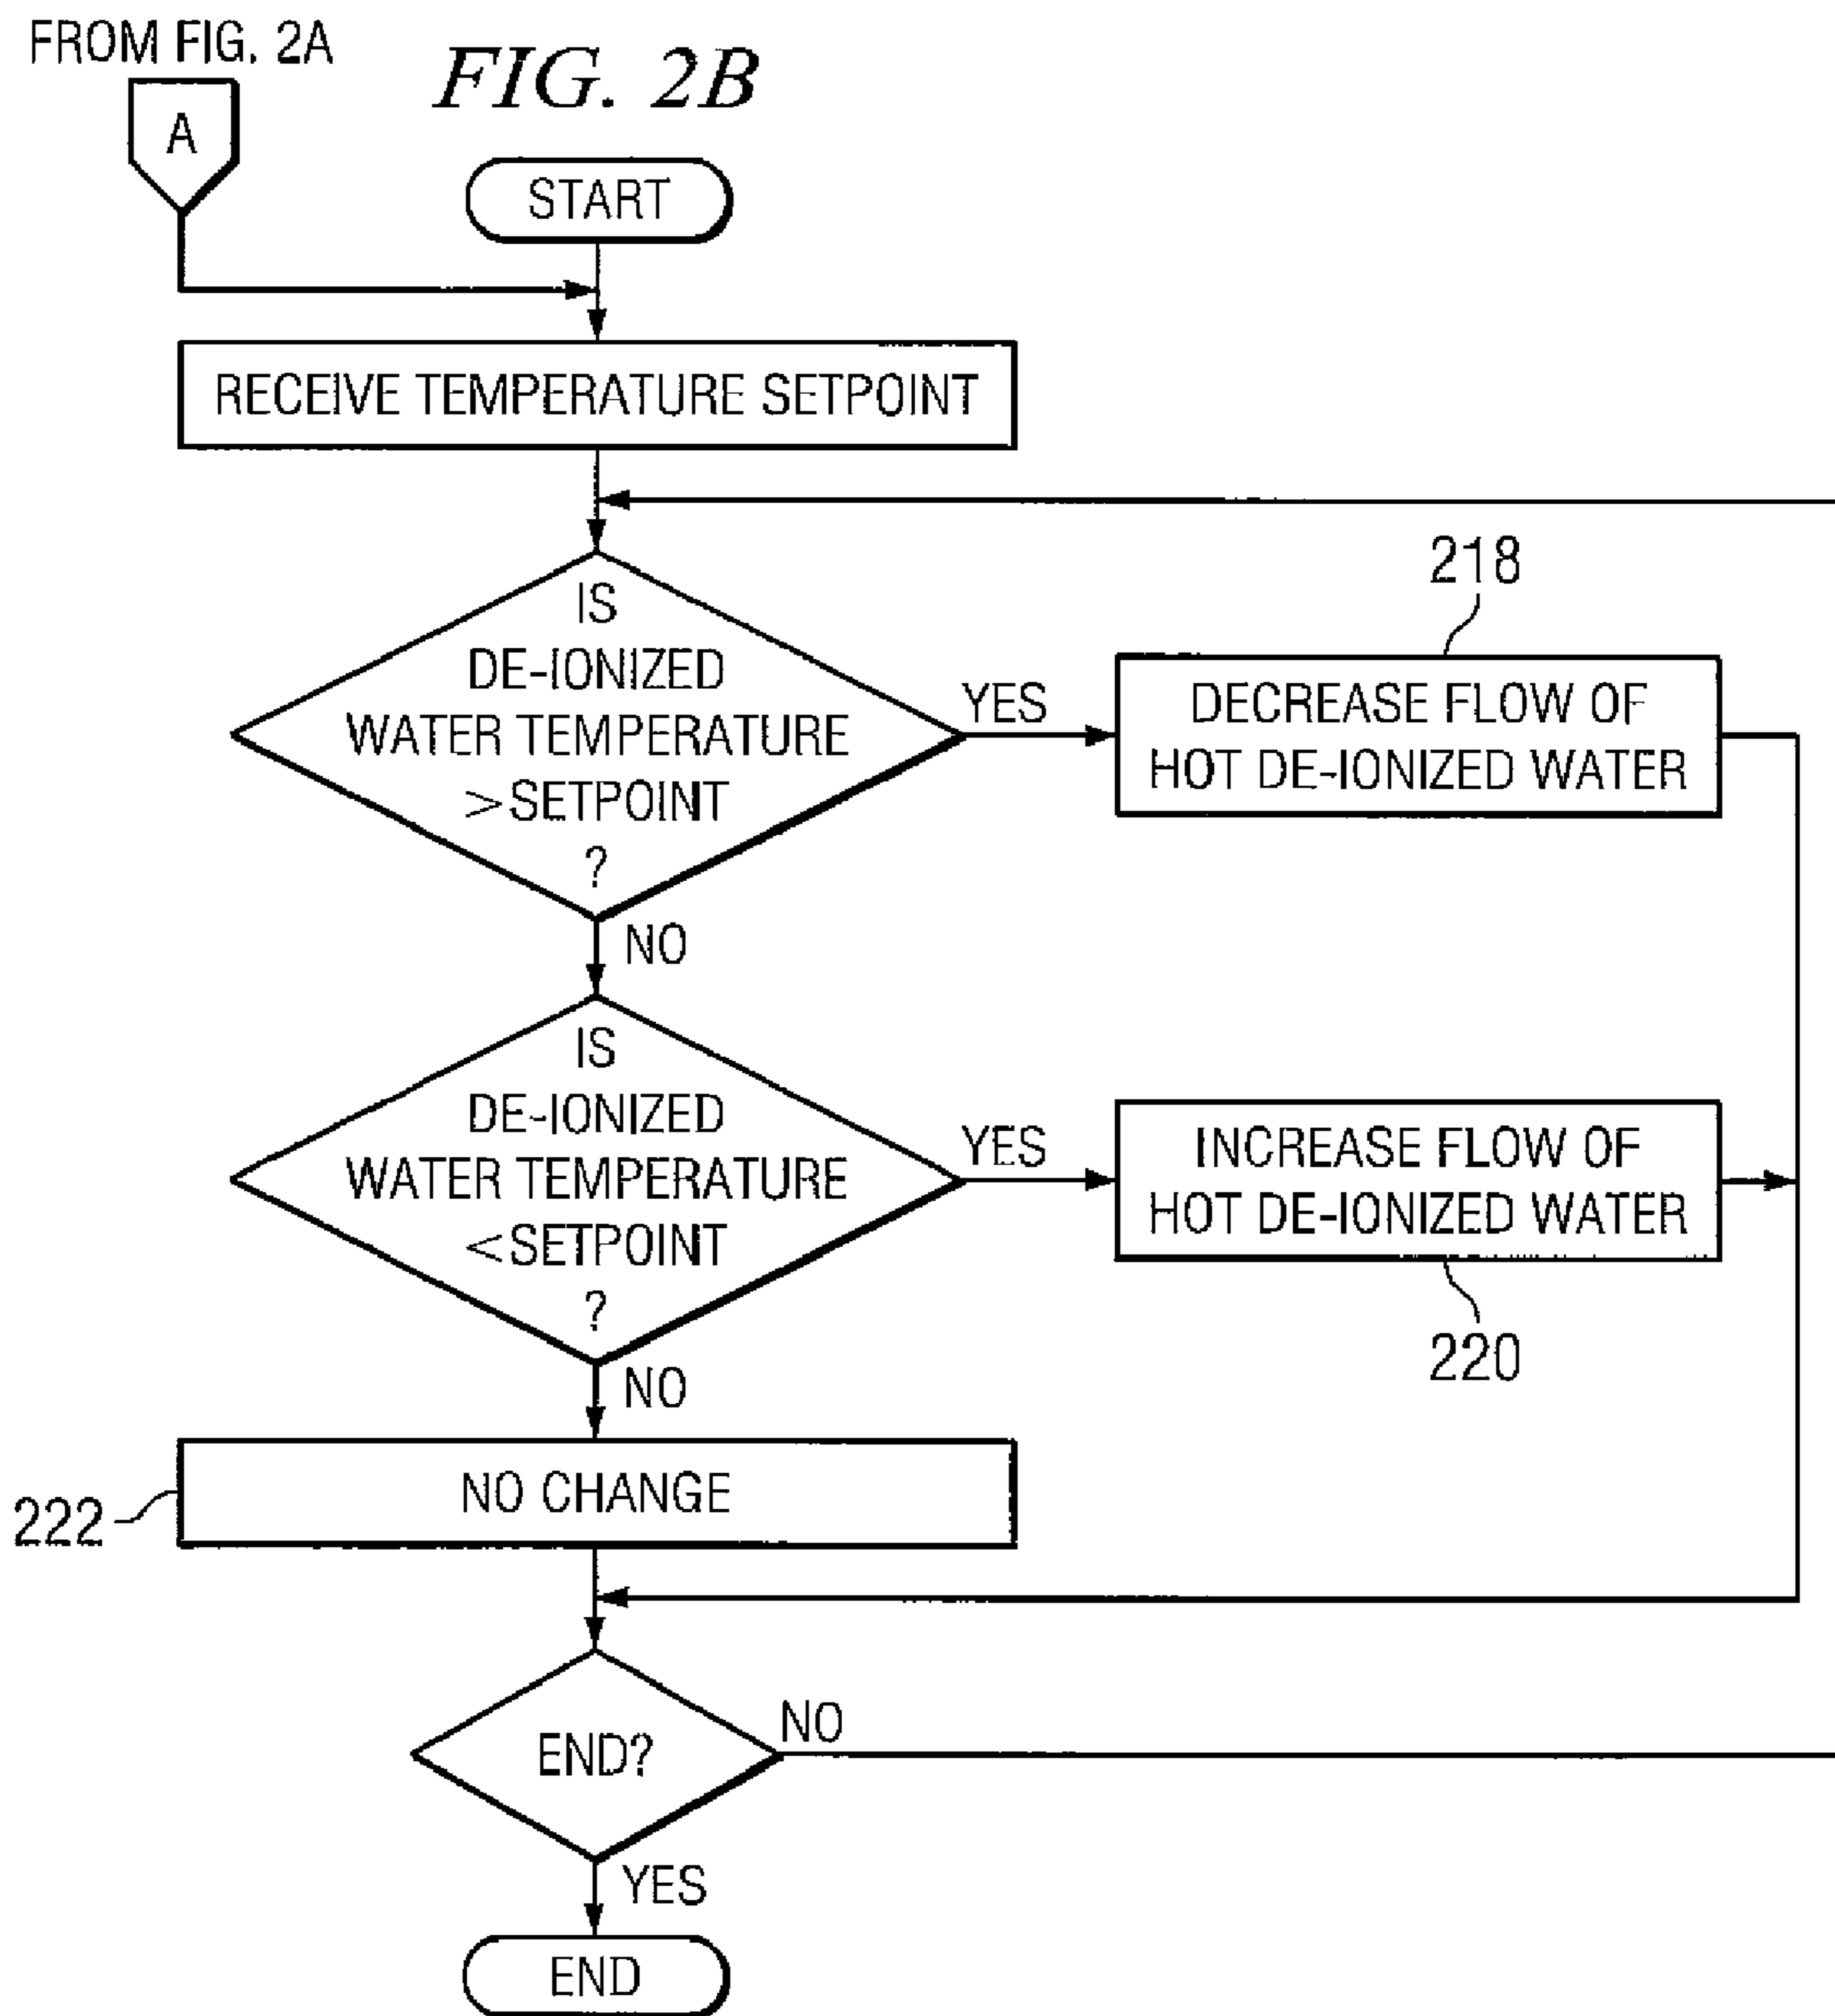 FROM FIG. 2A
FIG. 2B
A
START
RECEIVE TEMPERATURE SETPOINT
IS
DE-IONIZED
WATER TEMPERATURE
>SETPOINT
?
YES
218
DECREASE FLOW OF
HOT DE-IONIZED WATER
NO
IS
DE-IONIZED
WATER TEMPERATURE
<SETPOINT
?
YES
INCREASE FLOW OF
HOT DE-IONIZED WATER
220
NO
222
NO CHANGE
END?
NO
YES
END